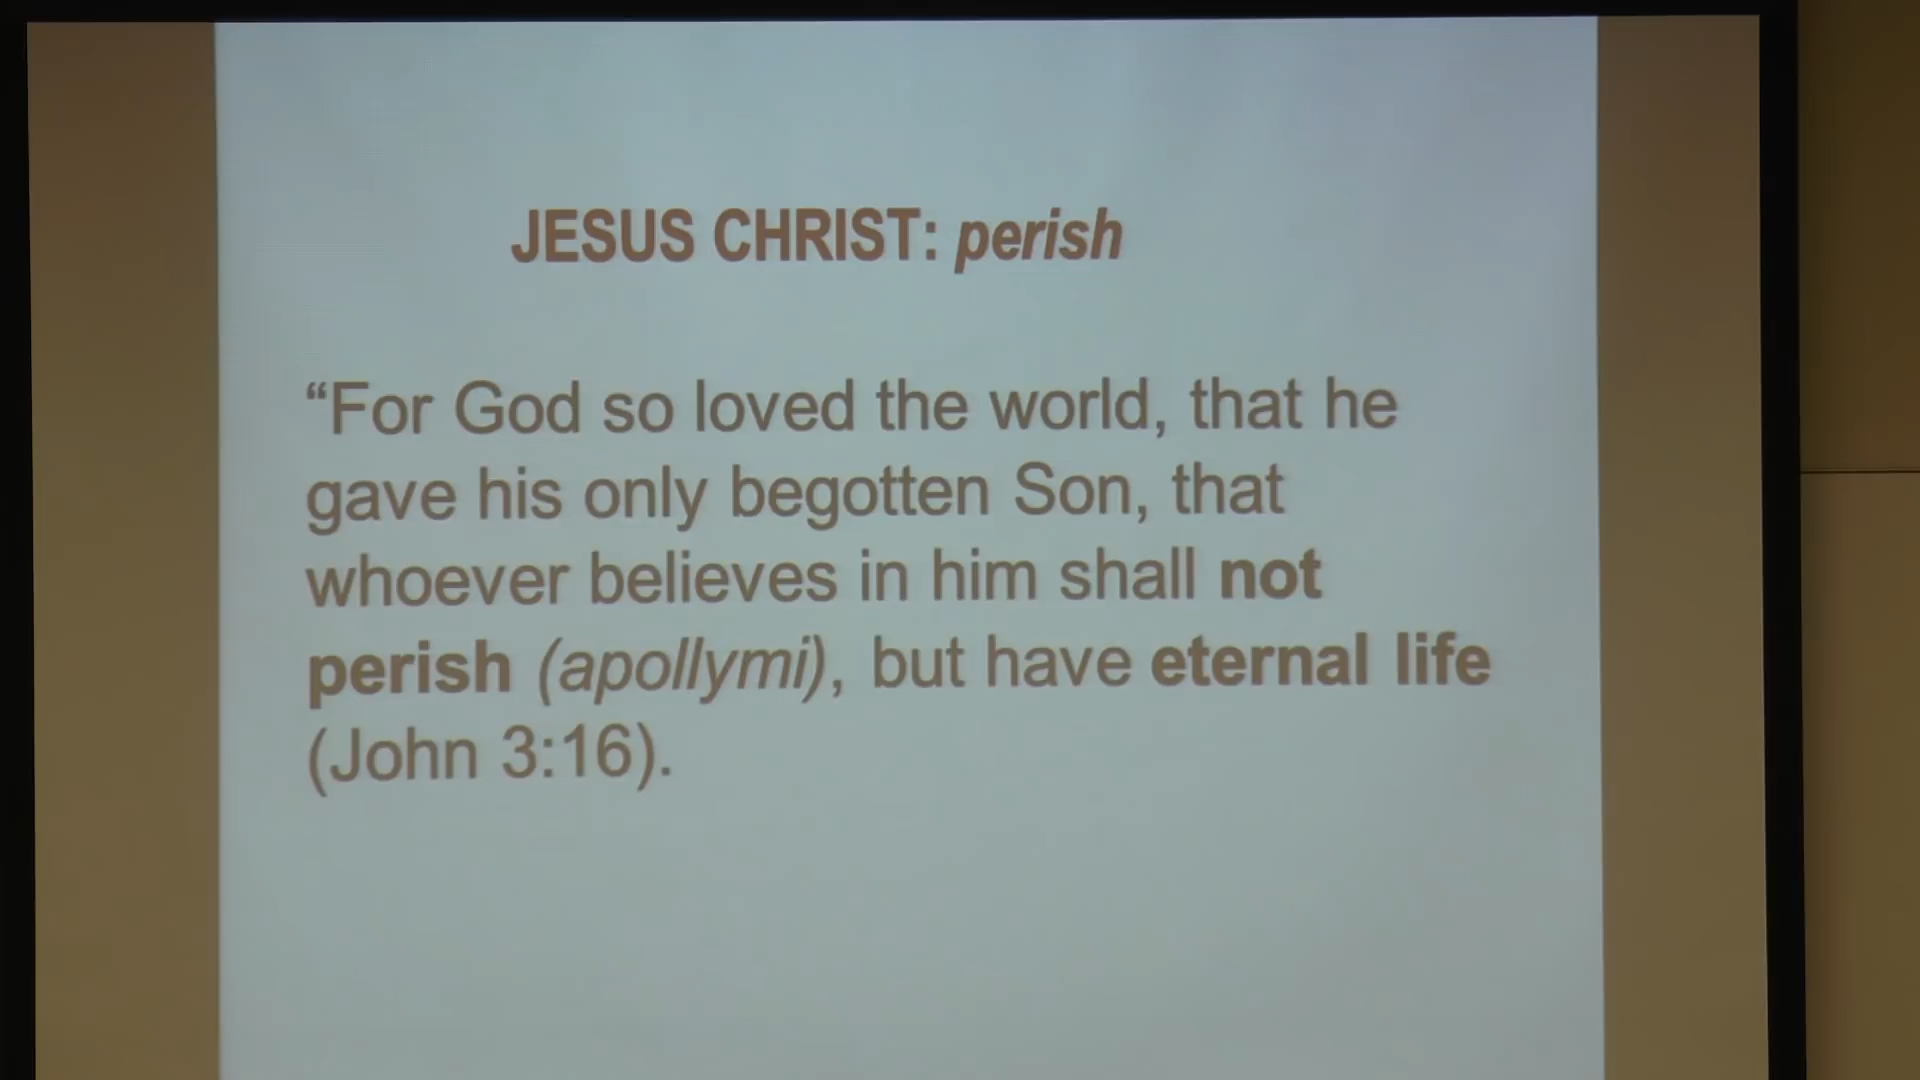 JESUS CHRIST: perish
“For God so loved the world, that he
gave his only begotten Son, that
whoever believes in him shall not
perish (apollymi), but have eternal life
(John 3:16).